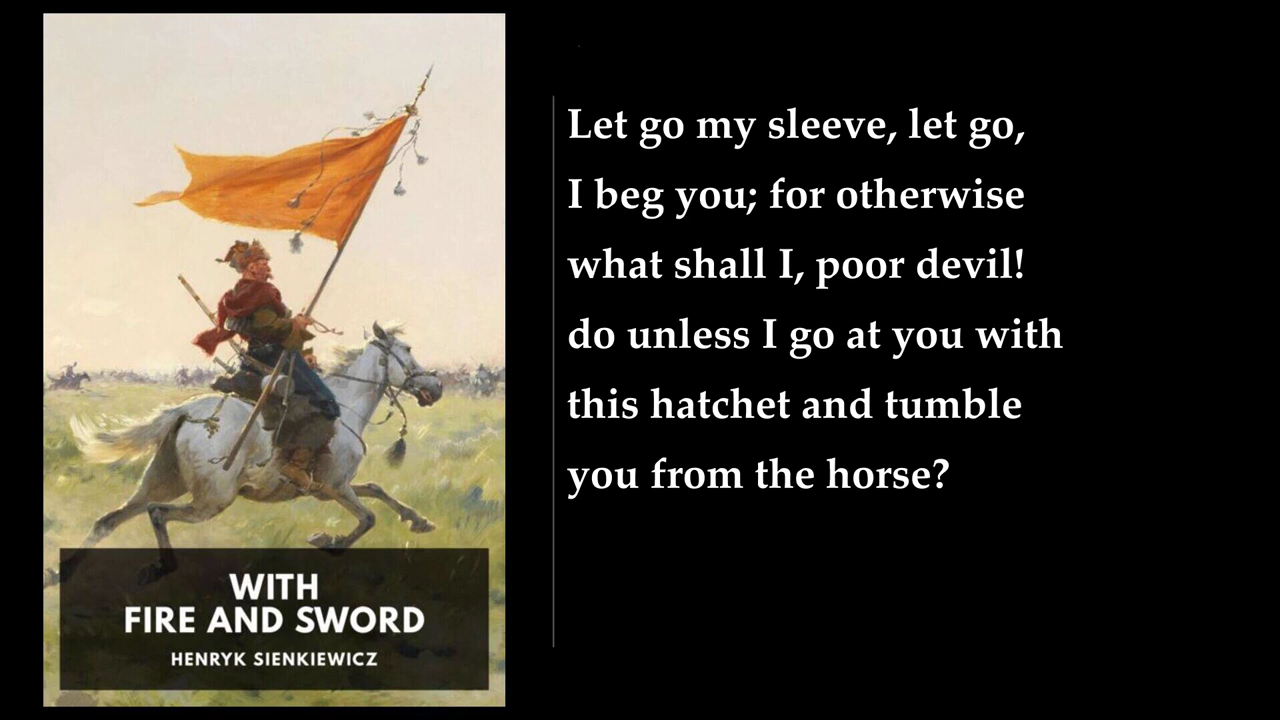 WITH
FIRE AND SWORD
HENRYK SIENKIEWICZ
Let go my sleeve, let go,
I beg you; for otherwise
what shall I, poor devil!
do unless I go at you with
this hatchet and tumble
you from the horse?